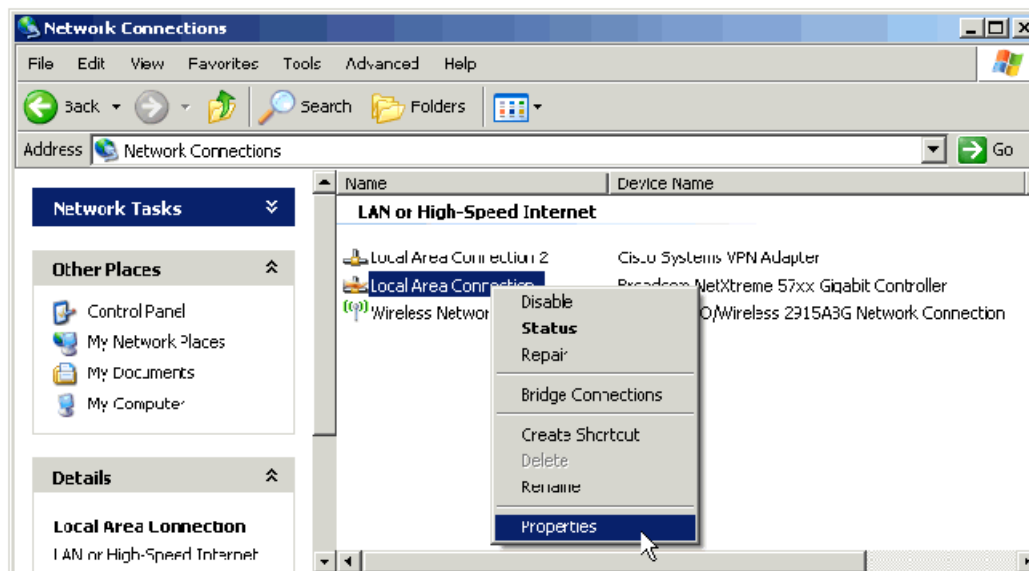 Network Connections
File Edit View Favorites Tools Advanced Help
Back Search Folders
Address Network Connections Go
Network Tasks
Other Places
Control Panel
My Network Places
My Documents
My Computer
Details
Local Area Connection
LAN or High-Speed Internet
Name Device Name
LAN or High-Speed Internet
Local Area Connection 2 Cisco Systems VPN Adapter
Local Area Connection Broadcom NetXtreme 57xx Gigabit Controller
Wireless Networ O/Wireless 2915ABG Network Connection
Disable
Status
Repair
Bridge Connections
Create Shortcut
Delete
Rename
Properties